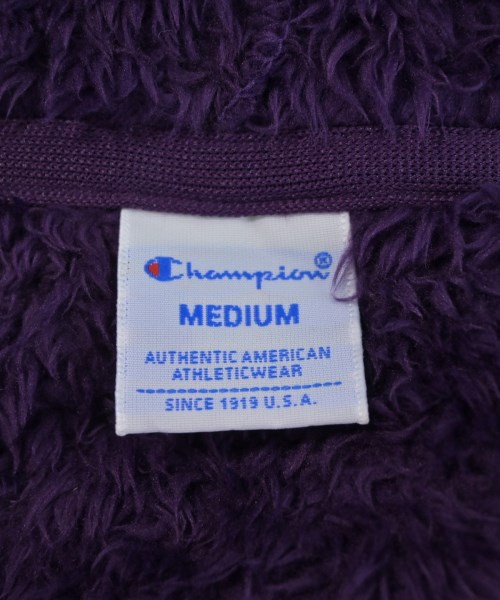 Champion®
MEDIUM
AUTHENTIC AMERICAN
ATHLETICWEAR
SINCE 1919 U.S.A.